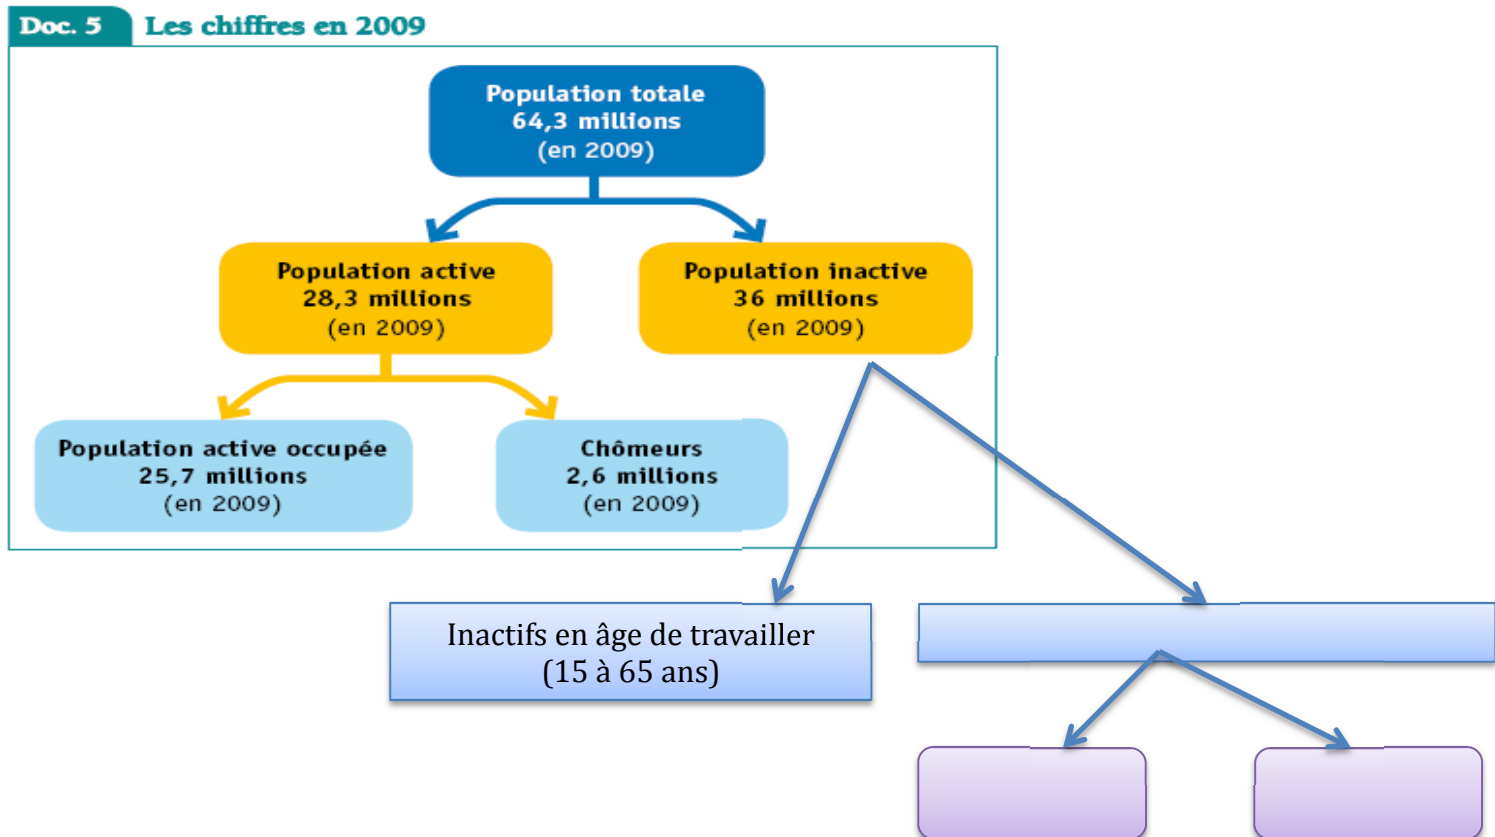 Doc. 5 Les chiffres en 2009
Population totale
64,3 millions
(en 2009)
Population active
28,3 millions
(en 2009)
Population inactive
36 millions
(en 2009)
Population active occupée
25,7 millions
(en 2009)
Chômeurs
2,6 millions
(en 2009)
Inactifs en âge de travailler
(15 à 65 ans)